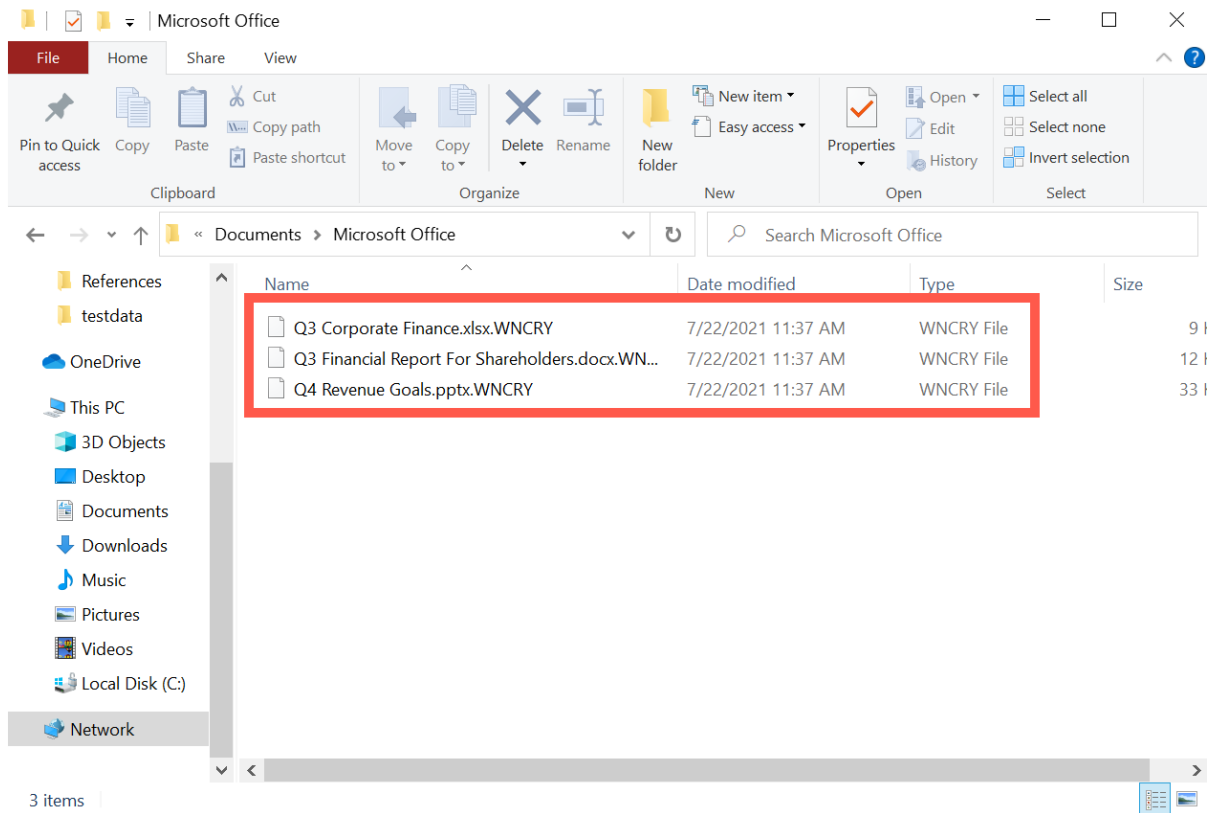 Microsoft Office
File Home Share View
Pin to Quick access
Copy
Paste
Cut
Copy path
Paste shortcut
Clipboard
Move to
Copy to
Delete
Rename
Organize
New folder
New item
Easy access
New
Properties
Open
Edit
History
Open
Select all
Select none
Invert selection
Select
« Documents > Microsoft Office
Search Microsoft Office
References
testdata
OneDrive
This PC
3D Objects
Desktop
Documents
Downloads
Music
Pictures
Videos
Local Disk (C:)
Network
Name Date modified Type Size
Q3 Corporate Finance.xlsx.WNCRY 7/22/2021 11:37 AM WNCRY File 9
Q3 Financial Report For Shareholders.docx.WN... 7/22/2021 11:37 AM WNCRY File 12
Q4 Revenue Goals.pptx.WNCRY 7/22/2021 11:37 AM WNCRY File 33
3 items